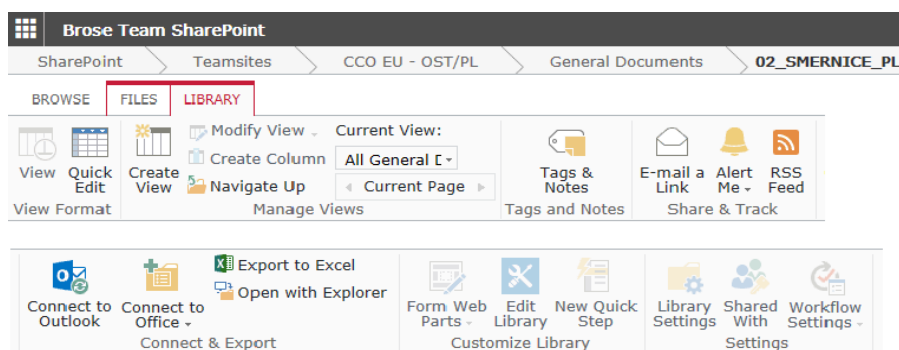 Brose Team SharePoint
SharePoint Teamsites CCO EU - OST/PL General Documents 02_SMERNICE_PL
BROWSE FILES LIBRARY
View Quick Edit Create View Modify View Create Column Navigate Up Current View: All General D Current Page Tags & Notes E-mail a Link Alert Me RSS Feed
View Format Manage Views Tags and Notes Share & Track
Connect to Outlook Connect to Office Export to Excel Open with Explorer Form Web Parts Edit Library New Quick Step Library Settings Shared With Workflow Settings
Connect & Export Customize Library Settings